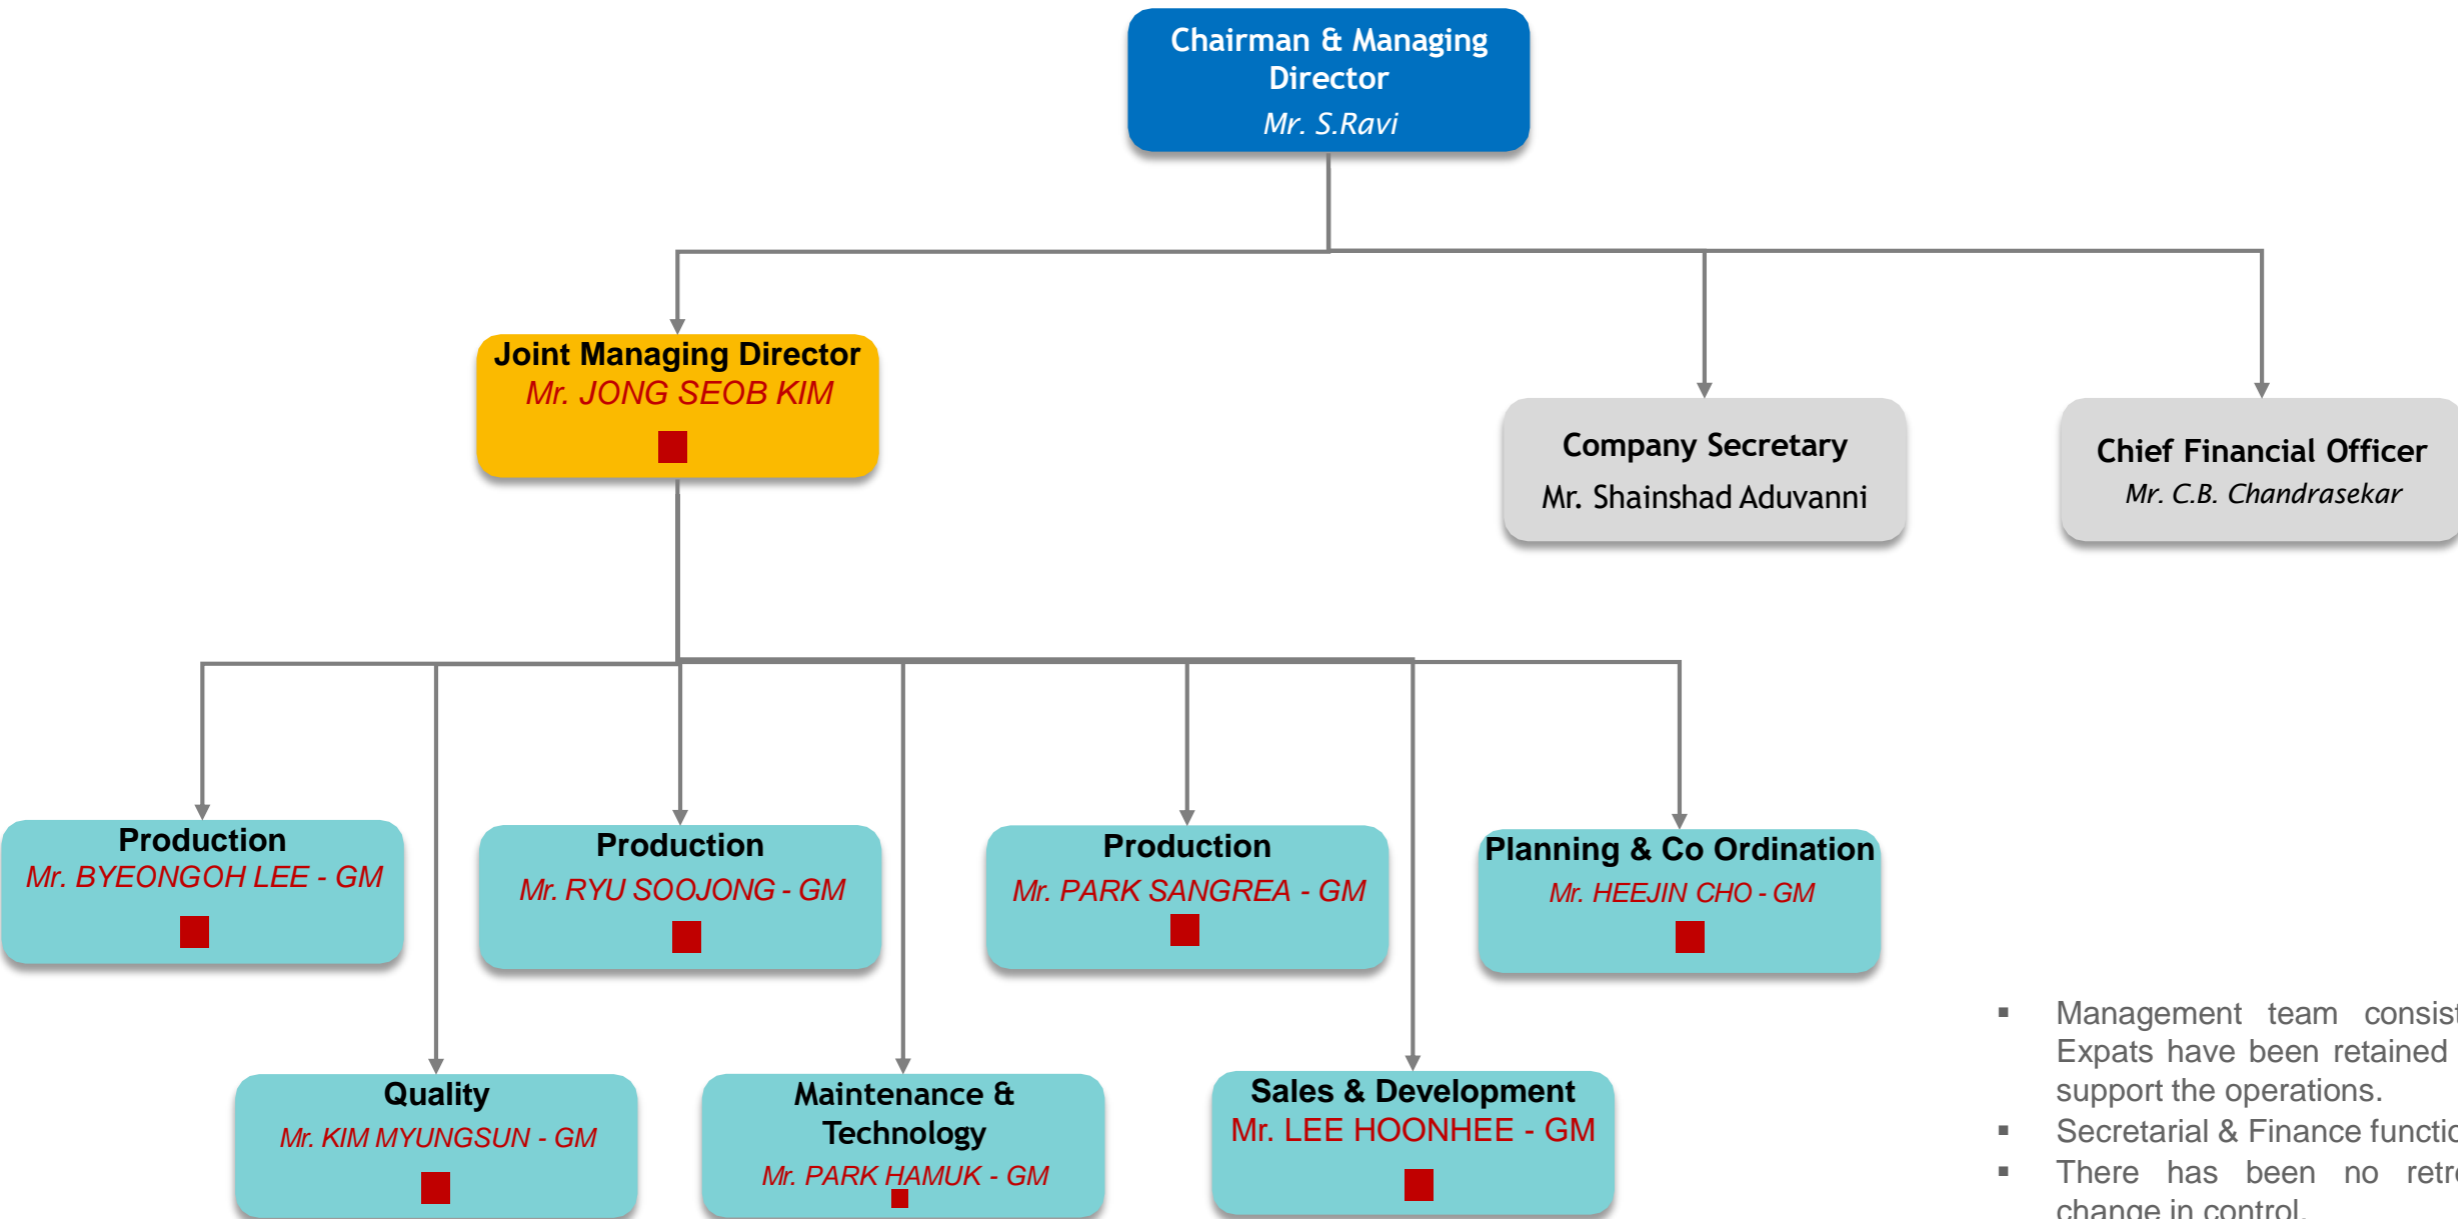 Chairman & Managing
Director
Mr. S.Ravi
Joint Managing Director
Mr. JONG SEOB KIM
Company Secretary
Mr. Shainshad Aduvanni
Chief Financial Officer
Mr. C.B. Chandrasekar
Production
Mr. BYEONGOH LEE - GM
Production
Mr. RYU SOOJONG - GM
Production
Mr. PARK SANGREA - GM
Planning & Co Ordination
Mr. HEEJIN CHO - GM
Quality
Mr. KIM MYUNGSUN - GM
Maintenance &
Technology
Mr. PARK HAMUK - GM
Sales & Development
Mr. LEE HOONHEE - GM
▪ Management team
Expats have been retained
support the operations.
▪ Secretarial & Finance
▪ There has been no
change in control.